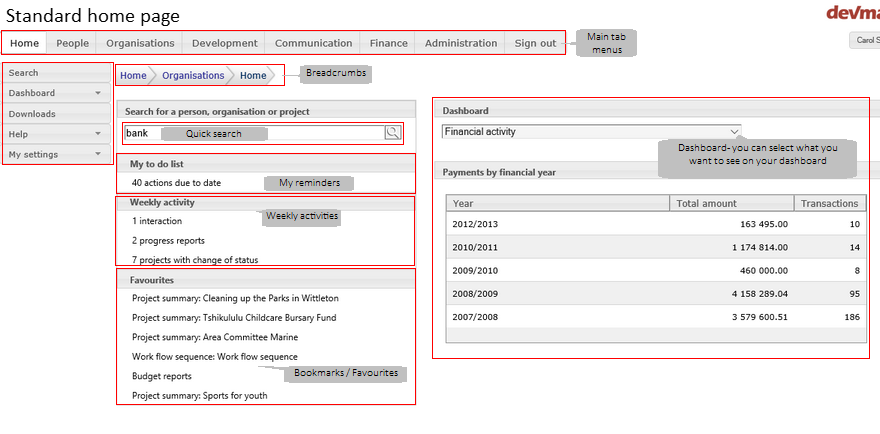 Standard home page
devma
Home People Organisations Development Communication Finance Administration Sign out
Main tab
menus
Carol S
Search
Dashboard
Downloads
Help
My settings
Home Organisations Home
Breadcrumbs
Search for a person, organisation or project
bank
Quick search
My to do list
40 actions due to date
My reminders
Weekly activity
Weekly activities
1 interaction
2 progress reports
7 projects with change of status
Favourites
Project summary: Cleaning up the Parks in Wittleton
Project summary: Tshikululu Childcare Bursary Fund
Project summary: Area Committee Marine
Work flow sequence: Work flow sequence
Budget reports
Bookmarks / Favourites
Project summary: Sports for youth
Dashboard
Financial activity
Dashboard- you can select what you
want to see on your dashboard
Payments by financial year
Year Total amount Transactions
2012/2013 163 495.00 10
2010/2011 1 174 814.00 14
2009/2010 460 000.00 8
2008/2009 4 158 289.04 95
2007/2008 3 579 600.51 186